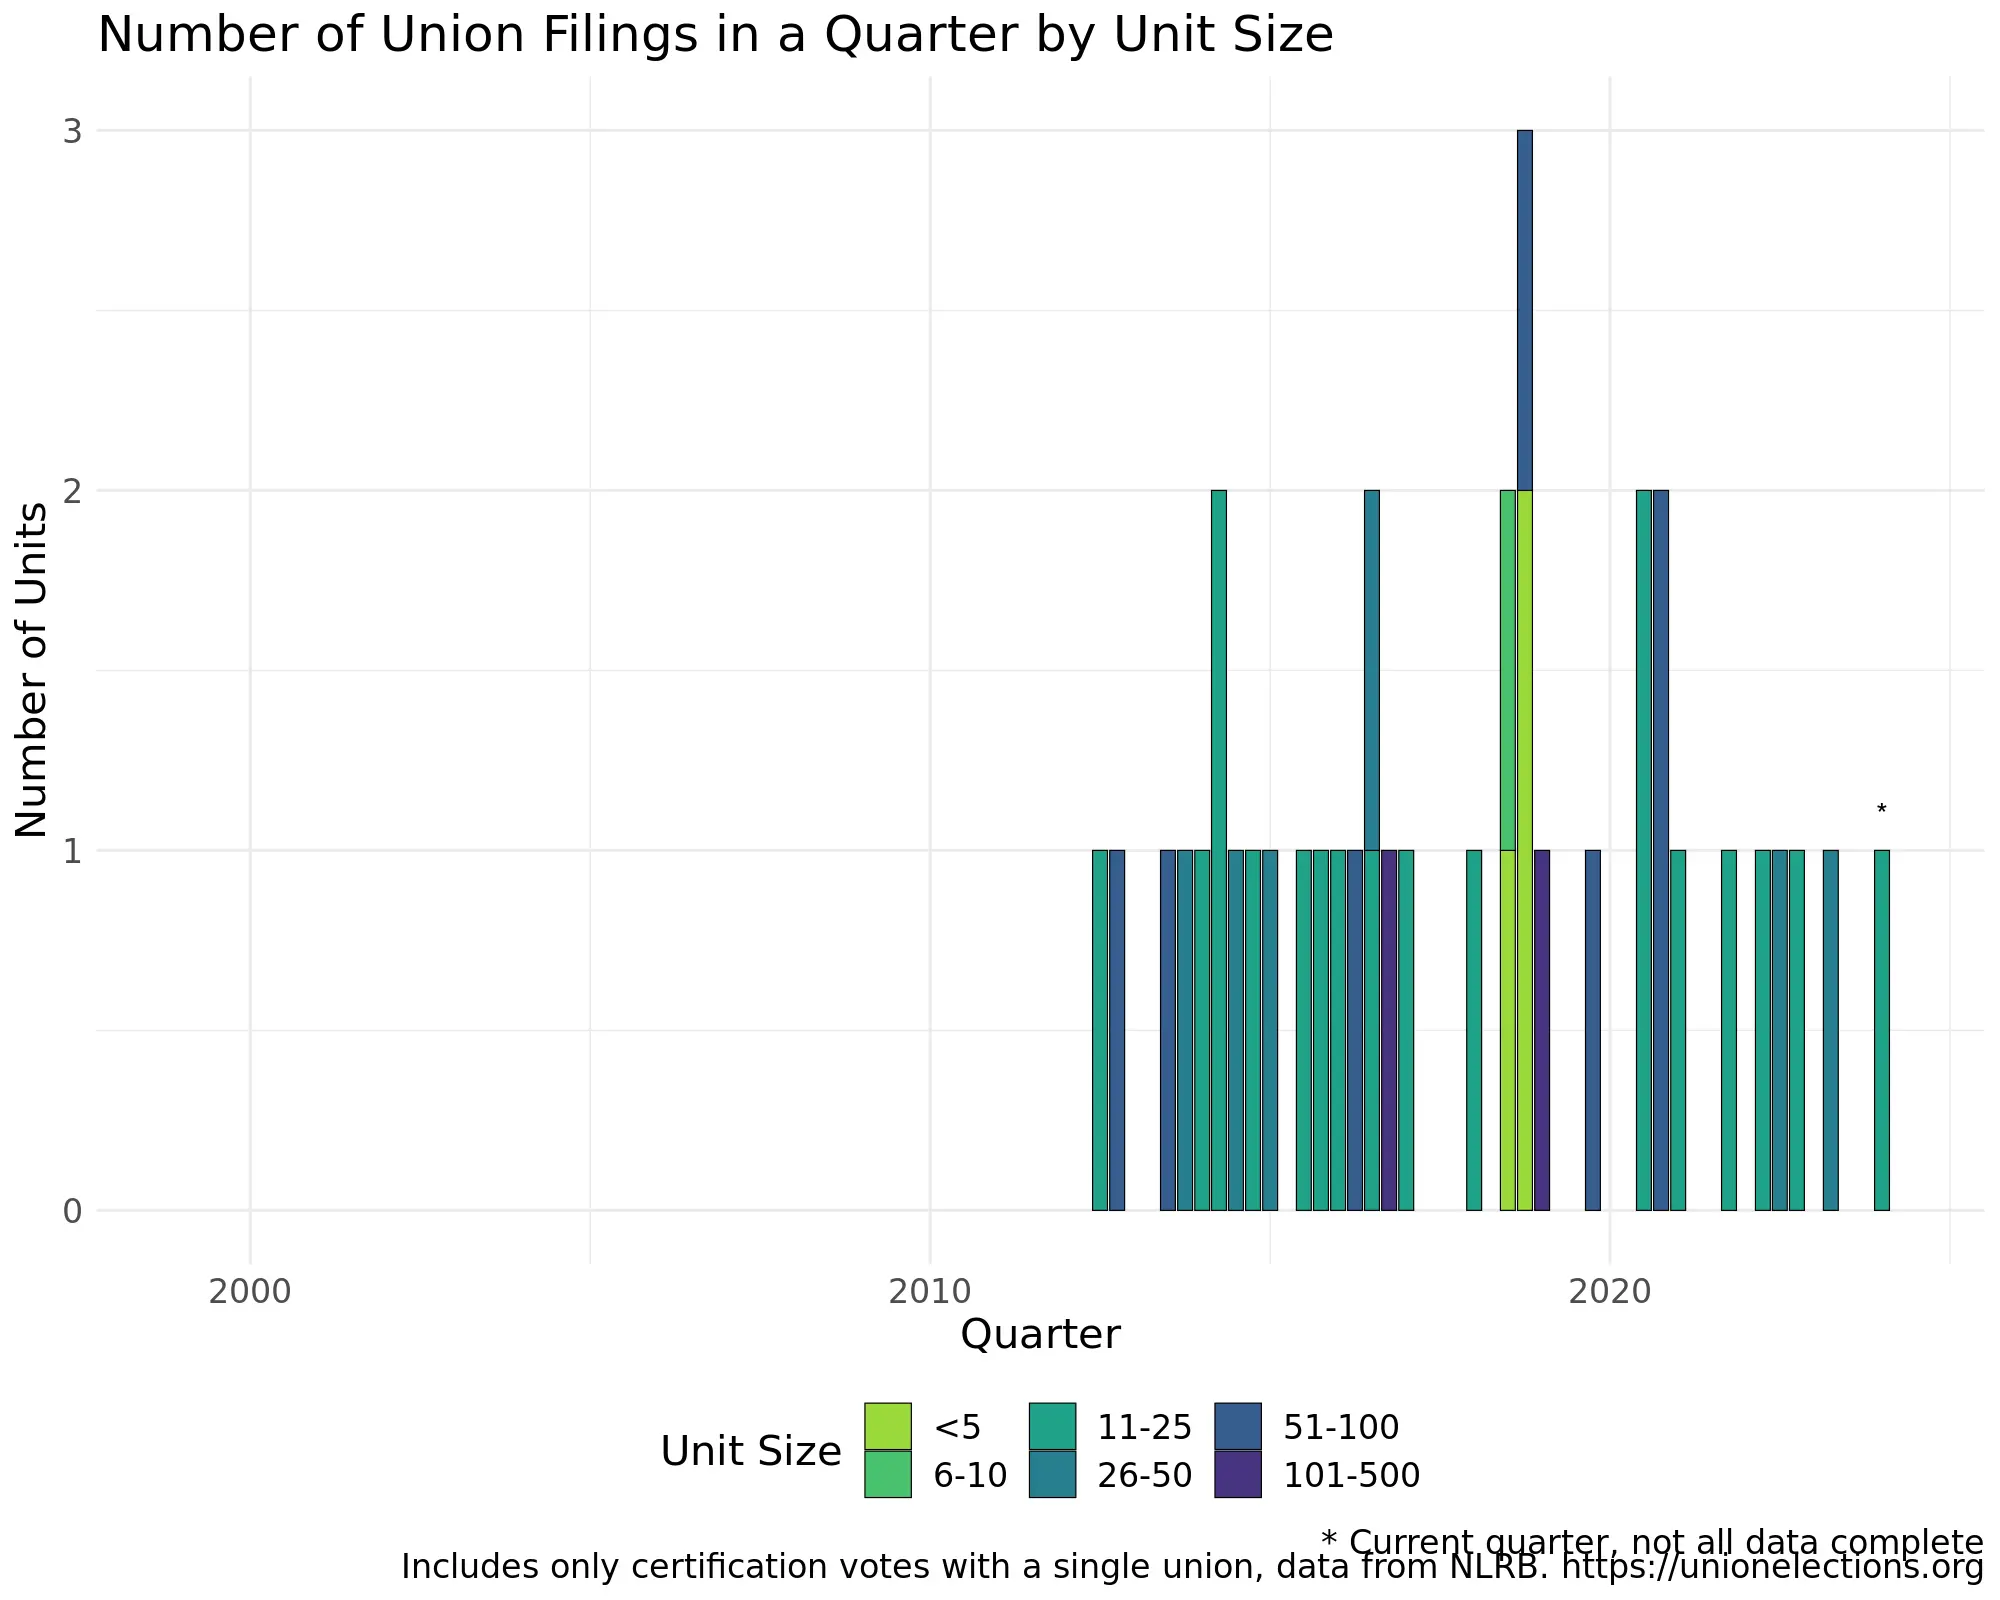 Number of Union Filings in a Quarter by Unit Size
Number of Units
3
2
1
0
*
2000 2010 2020
Quarter
Unit Size
<5 11-25 51-100
6-10 26-50 101-500
* Current quarter, not all data complete
Includes only certification votes with a single union, data from NLRB. https://unionelections.org